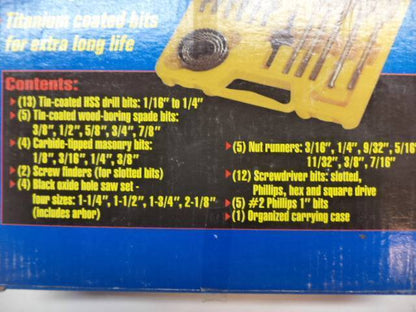 Titanium coated bits
for extra long life
Contents:
(13) Tin-coated HSS drill bits: 1/16" to 1/4"
(5) Tin-coated wood-boring spade bits:
3/8", 1/2", 5/8", 3/4", 7/8"
(4) Carbide-tipped masonry bits:
1/8", 3/16", 1/4", 3/8"
(2) Screw finders (for slotted bits)
(4) Black oxide hole saw set -
four sizes: 1-1/4", 1-1/2", 1-3/4", 2-1/8"
(includes arbor)
(5) Nut runners: 3/16", 1/4", 9/32", 5/16
11/32", 3/8", 7/16"
(12) Screwdriver bits: slotted,
Phillips, hex and square drive
(5) #2 Phillips 1" bits
(1) Organized carrying case